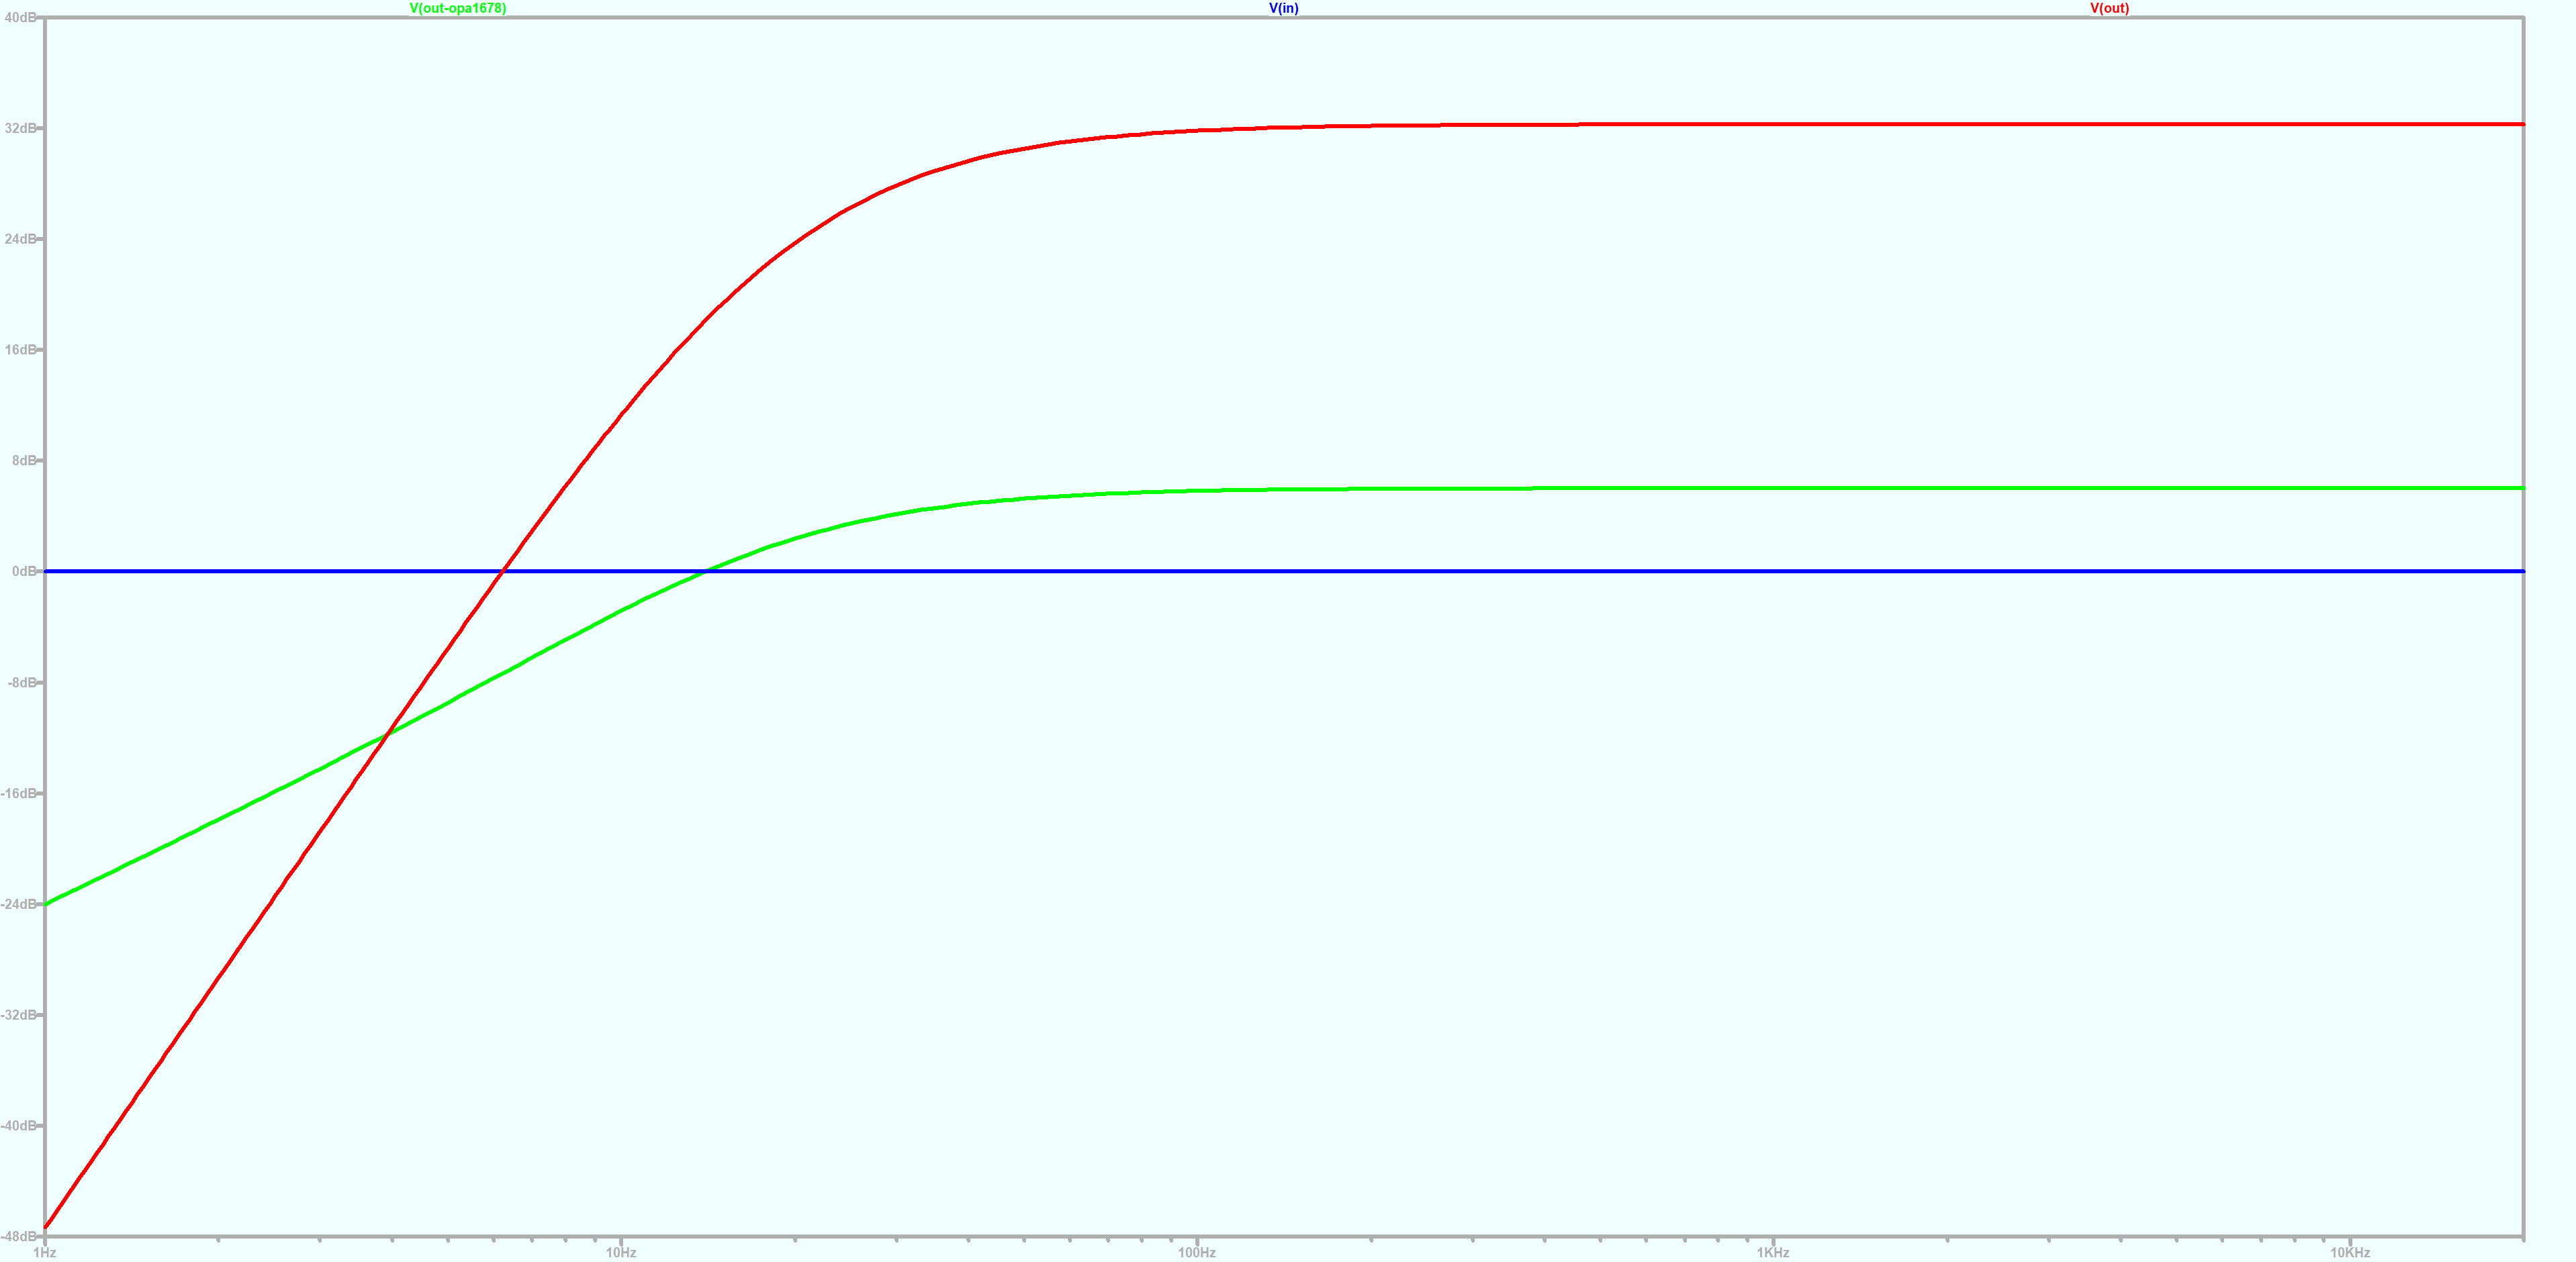 V(out-opa1678) V(in) V(out)
40dB
32dB
24dB
16dB
8dB
0dB
-8dB
-16dB
-24dB
-32dB
-40dB
-48dB
1Hz 10Hz 100Hz 1KHz 10KHz